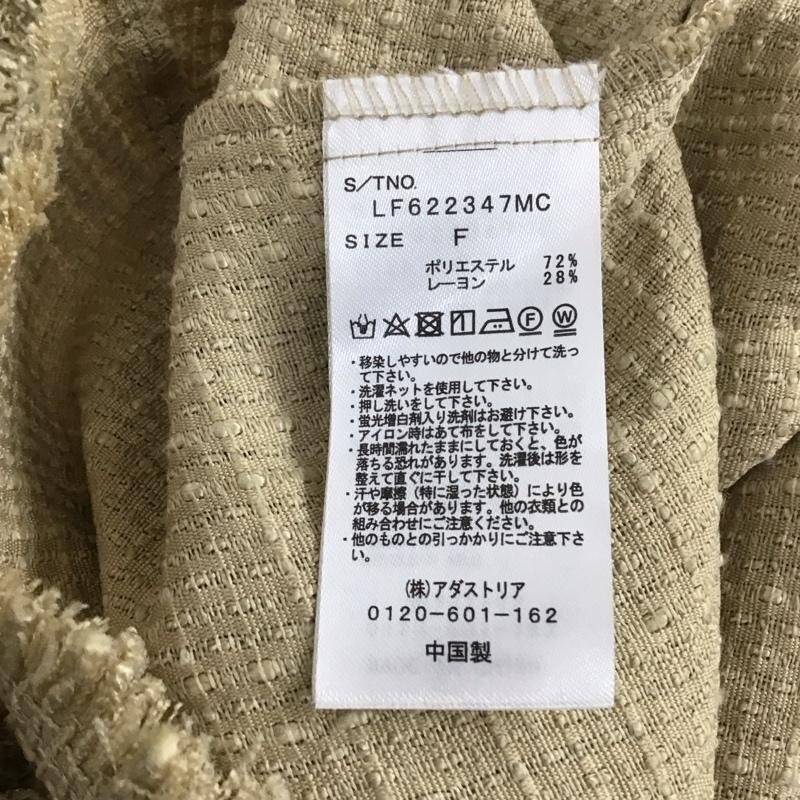 S/TNO.
LF622347MC
SIZE F
ポリエステル 72%
レーヨン 28%
F W
・移染しやすいので他の物と分けて洗っ
て下さい。
・洗濯ネットを使用して下さい。
・押し洗いをして下さい。
・蛍光増白剤入り洗剤はお避け下さい。
・アイロン時はあて布をして下さい。
・長時間濡れたままにしておくと、色が
落ちる恐れがあります。洗濯後は形を
整えて直ぐに干して下さい。
・汗や摩擦（特に湿った状態）により色
が移る場合があります。他の衣類との
組み合わせにご注意ください。
・他のものとの引っかかりにご注意下さ
い。
(株)アダストリア
0120-601-162
中国製